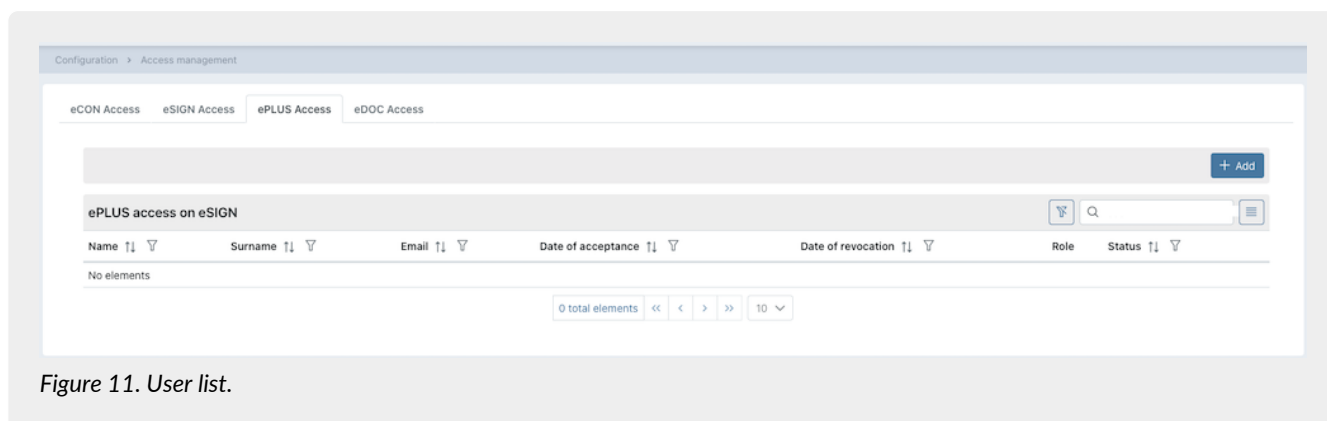 Configuration > Access management
eCON Access eSIGN Access ePLUS Access eDOC Access
+ Add
ePLUS access on eSIGN
Name Surname Email Date of acceptance Date of revocation Role Status
No elements
0 total elements « < > » 10
Figure 11. User list.